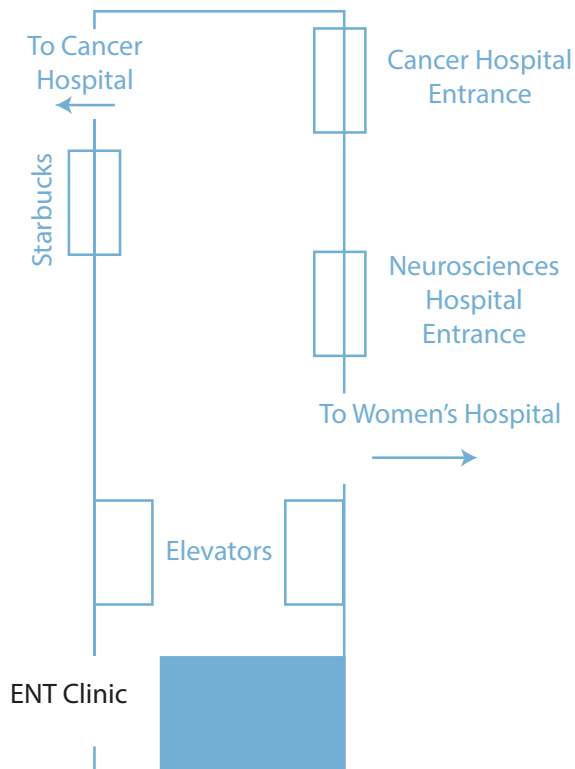 To Cancer
Hospital
Cancer Hospital
Entrance
Starbucks
Neurosciences
Hospital
Entrance
To Women's Hospital
Elevators
ENT Clinic